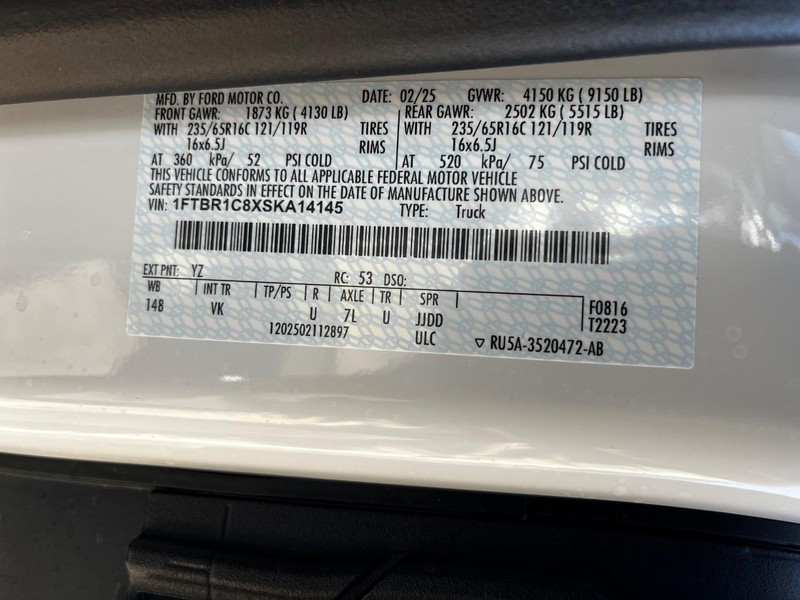 MFD. BY FORD MOTOR CO. DATE: 02/25 GVWR: 4150 KG ( 9150 LB)
FRONT GAWR: 1873 KG ( 4130 LB) REAR GAWR: 2502 KG ( 5515 LB)
WITH 235/65R16C 121/119R TIRES WITH 235/65R16C 121/119R TIRES
16x6.5J RIMS 16x6.5J RIMS
AT 360 kPa/ 52 PSI COLD AT 520 kPa/ 75 PSI COLD
THIS VEHICLE CONFORMS TO ALL APPLICABLE FEDERAL MOTOR VEHICLE
SAFETY STANDARDS IN EFFECT ON THE DATE OF MANUFACTURE SHOWN ABOVE.
VIN: 1FTBR1C8XSKA14145 TYPE: Truck
EXT PNT: YZ RC: 53 DSO:
WB INT TR TP/PS R AXLE TR SPR F0816
148 VK U 7L U JJDD T2223
1202502112897 ULC RU5A-3520472-AB